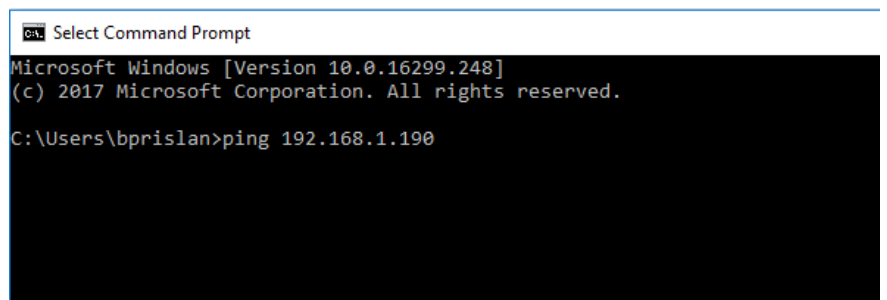 Select Command Prompt
Microsoft Windows [Version 10.0.16299.248]
(c) 2017 Microsoft Corporation. All rights reserved.
C:\Users\bprislan>ping 192.168.1.190